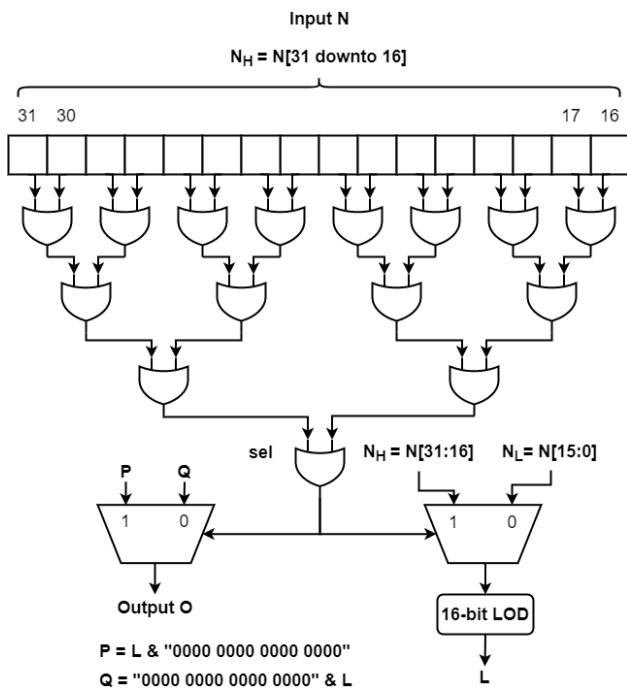 Input N
N_H = N[31 downto 16]
31 30 17 16
sel
N_H = N[31:16] N_L= N[15:0]
P Q
1 0 1 0
Output O
16-bit LOD
P = L & "0000 0000 0000 0000"
L
Q = "0000 0000 0000 0000" & L